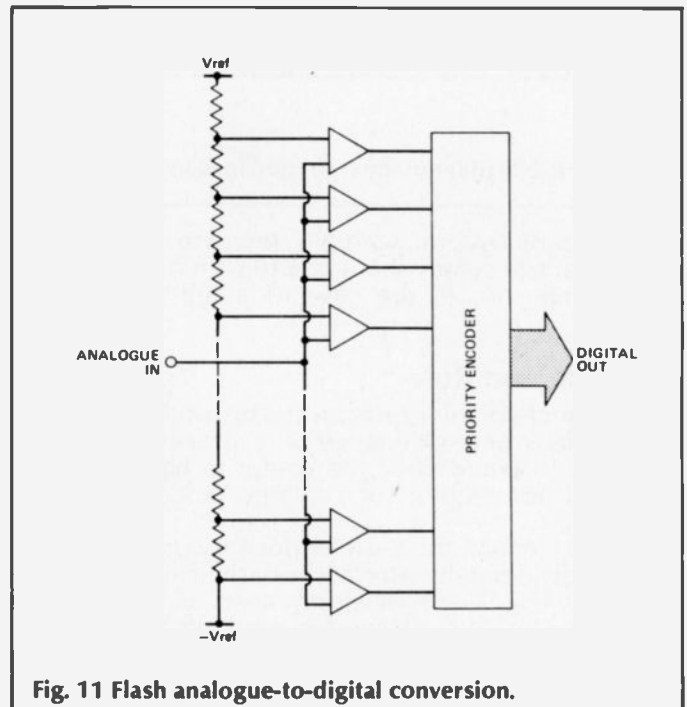 Vref
ANALOGUE
IN
PRIORITY ENCODER
DIGITAL
OUT
−Vref
Fig. 11 Flash analogue-to-digital conversion.